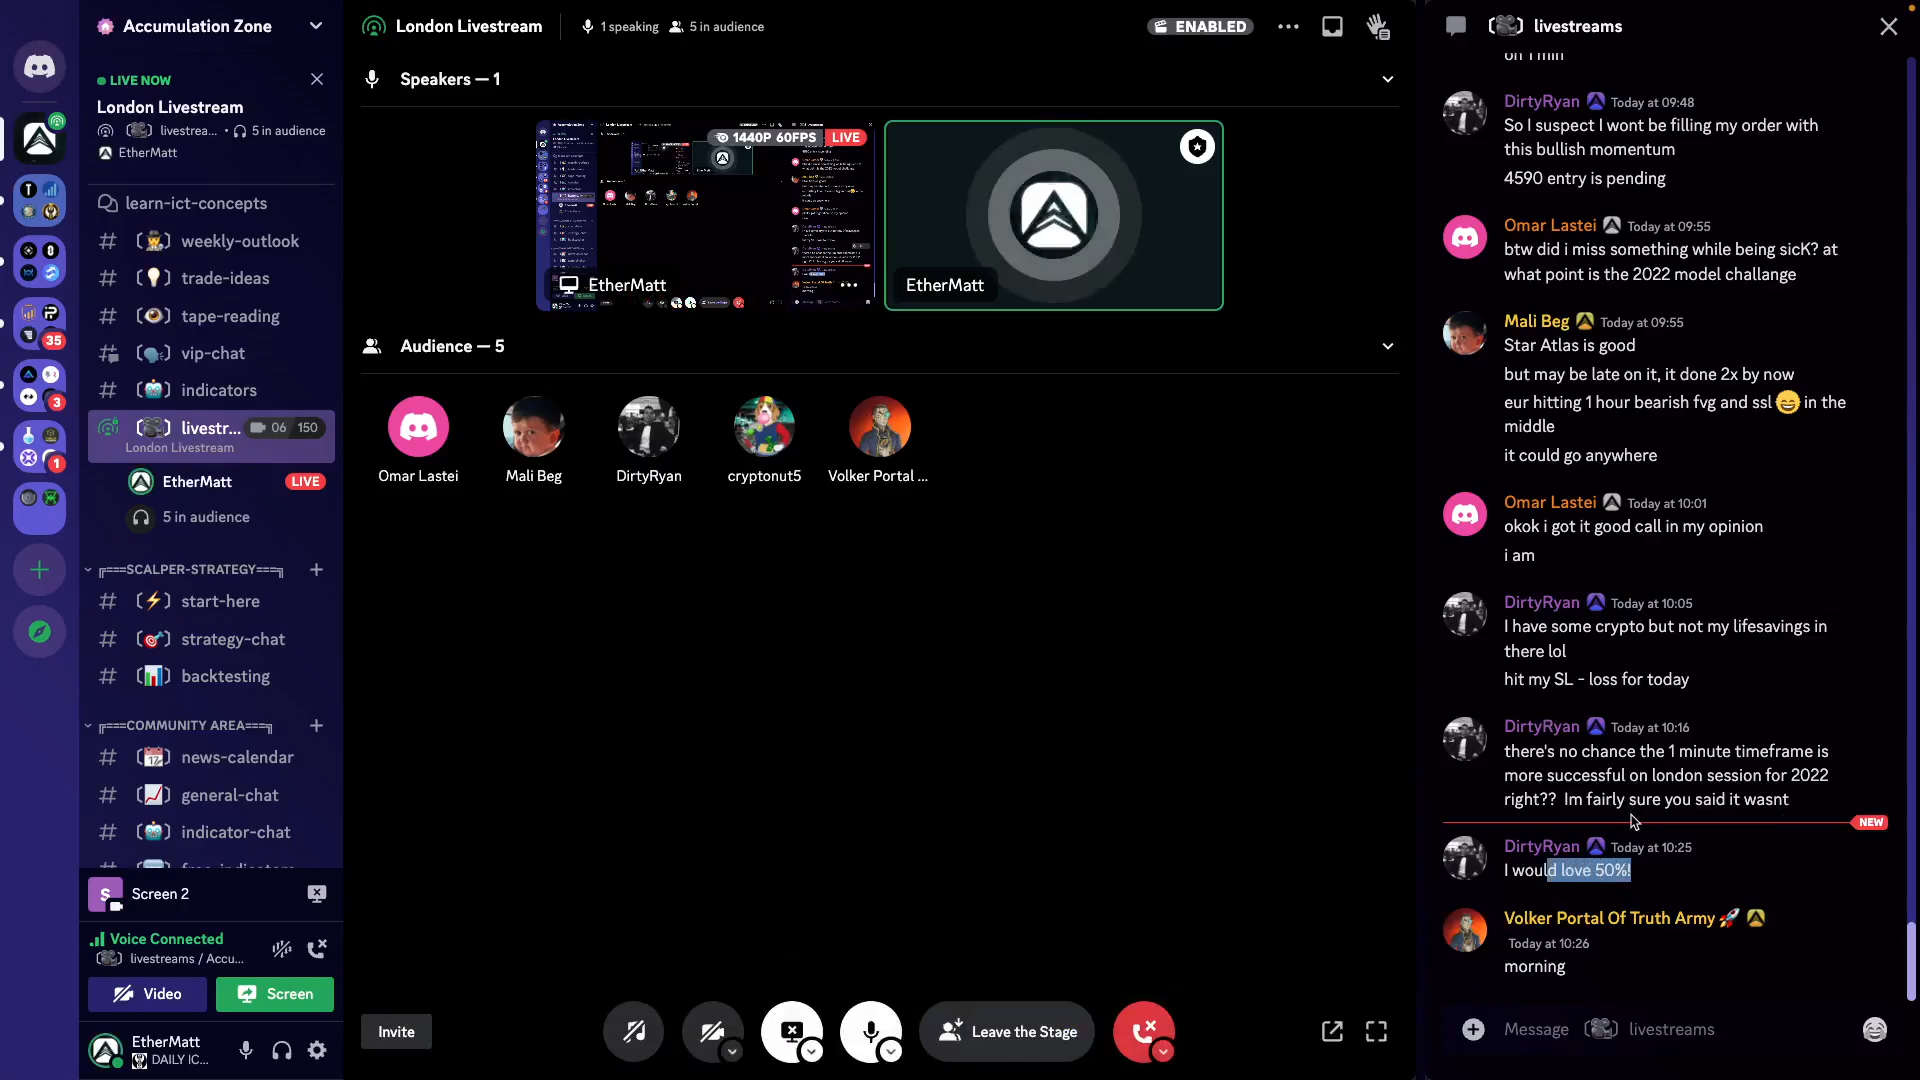 Accumulation Zone
LIVE NOW
London Livestream
livestrea... • 5 in audience
EtherMatt
learn-ict-concepts
weekly-outlook
trade-ideas
tape-reading
vip-chat
indicators
livestr... 06 150
London Livestream
EtherMatt LIVE
5 in audience
╔===SCALPER-STRATEGY===╗
start-here
strategy-chat
backtesting
╔===COMMUNITY AREA===╗
news-calendar
general-chat
indicator-chat
free-indicators
Screen 2
Voice Connected
livestreams / Accu...
Video
Screen
EtherMatt
DAILY IC...
35
3
1
London Livestream
1 speaking
5 in audience
ENABLED
Speakers — 1
1440P 60FPS LIVE
EtherMatt
EtherMatt
Audience — 5
Omar Lastei
Mali Beg
DirtyRyan
cryptonut5
Volker Portal ...
Invite
Leave the Stage
livestreams
on 1 min
DirtyRyan Today at 09:48
So I suspect I wont be filling my order with
this bullish momentum
4590 entry is pending
Omar Lastei Today at 09:55
btw did i miss something while being sicK? at
what point is the 2022 model challange
Mali Beg Today at 09:55
Star Atlas is good
but may be late on it, it done 2x by now
eur hitting 1 hour bearish fvg and ssl 😄 in the
middle
it could go anywhere
Omar Lastei Today at 10:01
okok i got it good call in my opinion
i am
DirtyRyan Today at 10:05
I have some crypto but not my lifesavings in
there lol
hit my SL - loss for today
DirtyRyan Today at 10:16
there's no chance the 1 minute timeframe is
more successful on london session for 2022
right?? Im fairly sure you said it wasnt
NEW
DirtyRyan Today at 10:25
I would love 50%!
Volker Portal Of Truth Army 🚀
Today at 10:26
morning
Message livestreams